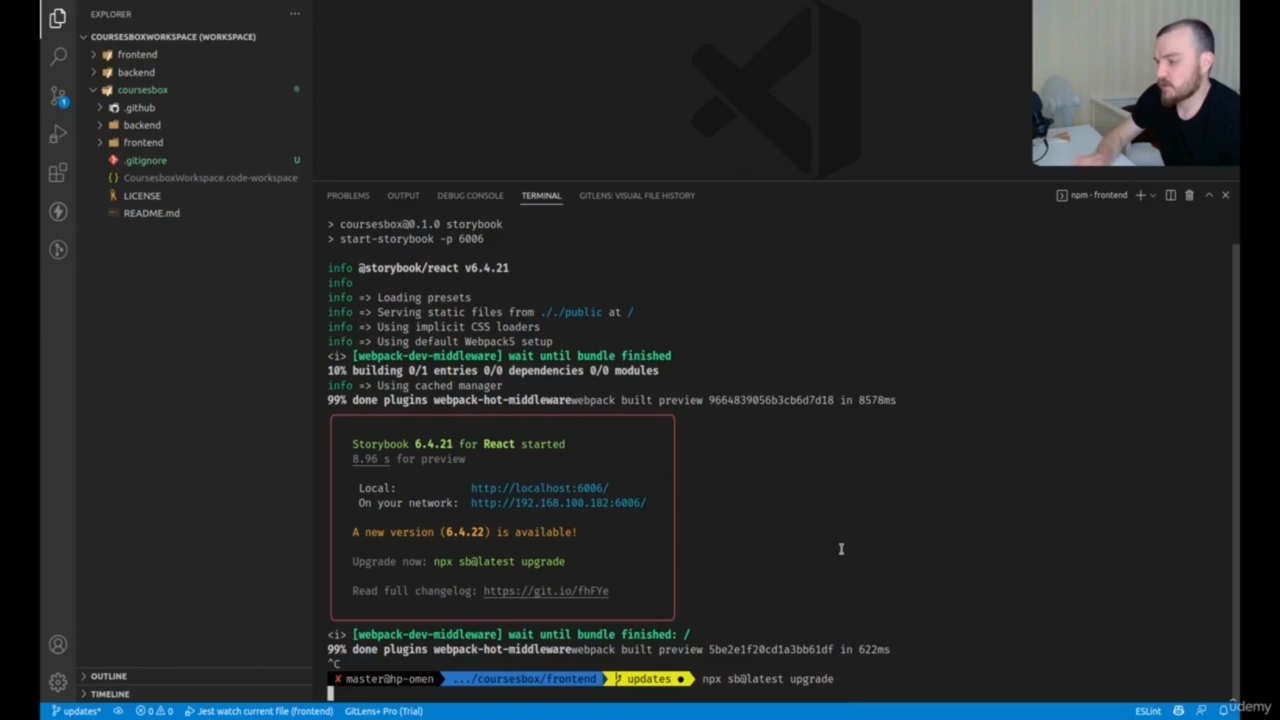 EXPLORER
COURSESBOXWORKSPACE (WORKSPACE)
frontend
backend
coursesbox
.github
backend
frontend
.gitignore U
CoursesboxWorkspace.code-workspace
LICENSE
README.md
OUTLINE
TIMELINE
PROBLEMS OUTPUT DEBUG CONSOLE TERMINAL GITLENS: VISUAL FILE HISTORY npm - frontend
> coursesbox@0.1.0 storybook
> start-storybook -p 6006
info @storybook/react v6.4.21
info
info => Loading presets
info => Serving static files from ././public at /
info => Using implicit CSS loaders
info => Using default Webpack5 setup
<i> [webpack-dev-middleware] wait until bundle finished
10% building 0/1 entries 0/0 dependencies 0/0 modules
info => Using cached manager
99% done plugins webpack-hot-middlewarewebpack built preview 9664839056b3cb6d7d18 in 8578ms
Storybook 6.4.21 for React started
8.96 s for preview
Local: http://localhost:6006/
On your network: http://192.168.100.182:6006/
A new version (6.4.22) is available!
Upgrade now: npx sb@latest upgrade
Read full changelog: https://git.io/fhFYe
<i> [webpack-dev-middleware] wait until bundle finished: /
99% done plugins webpack-hot-middlewarewebpack built preview 5be2e1f20cd1a3bb61df in 622ms
^C
✘ master@hp-omen .../coursesbox/frontend updates ● npx sb@latest upgrade
1
updates* 0 0 Jest watch current file (frontend) GitLens+ Pro (Trial) ESLint
udemy